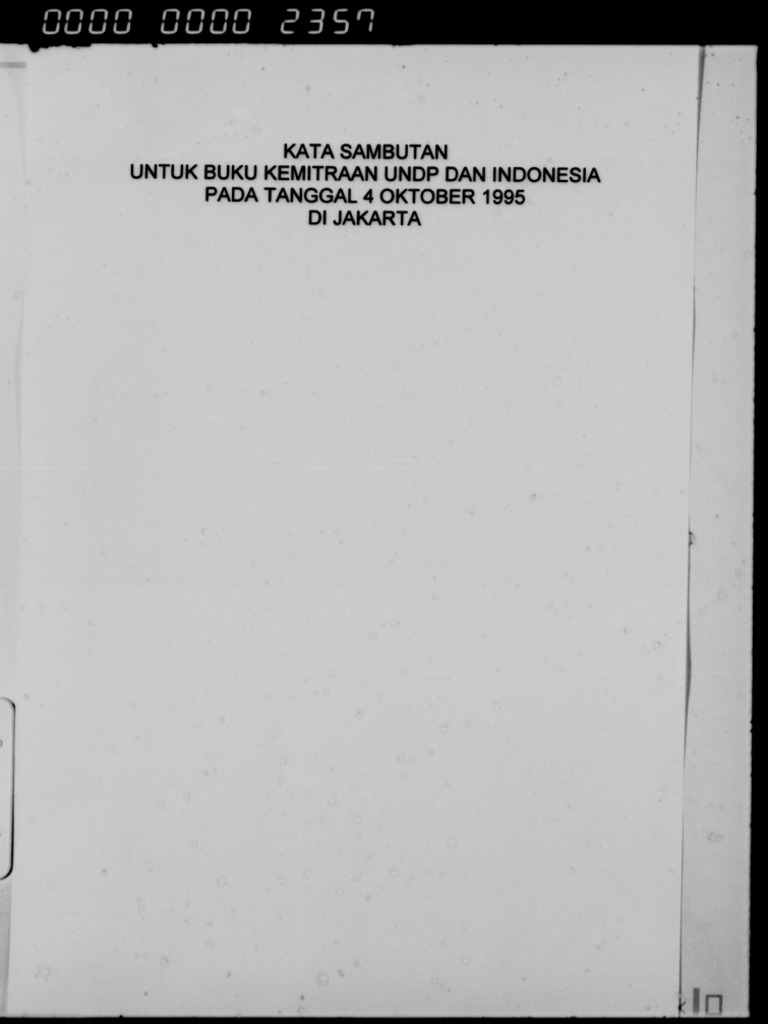 0000 0000 2357
KATA SAMBUTAN
UNTUK BUKU KEMITRAAN UNDP DAN INDONESIA
PADA TANGGAL 4 OKTOBER 1995
DI JAKARTA